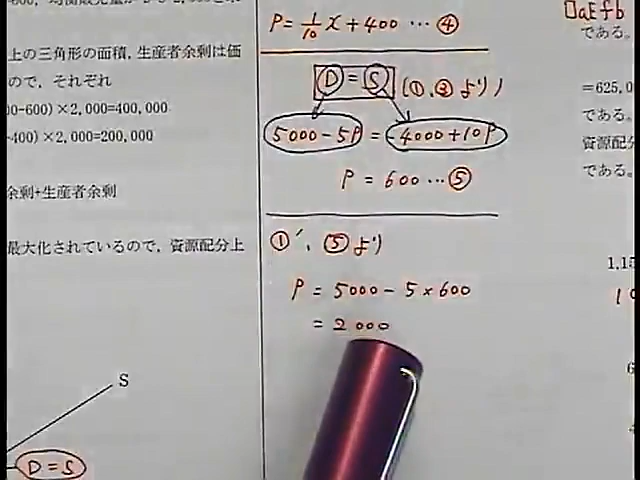 上の三角形の面積，生産者余剰は価
ので，それぞれ
00-600)×2,000=400,000
-400)×2,000=200,000
余剰+生産者余剰
最大化されているので，資源配分上
S
D=S
P=1/10 x+400 … ④
D = S (①、③より)
5000-5P = -4000+10P
P = 600 … ⑤
①′、⑤より
P = 5000 - 5×600
= 2000
□aEfb
である。
=625,0
である。
資源配分
である。
1,15